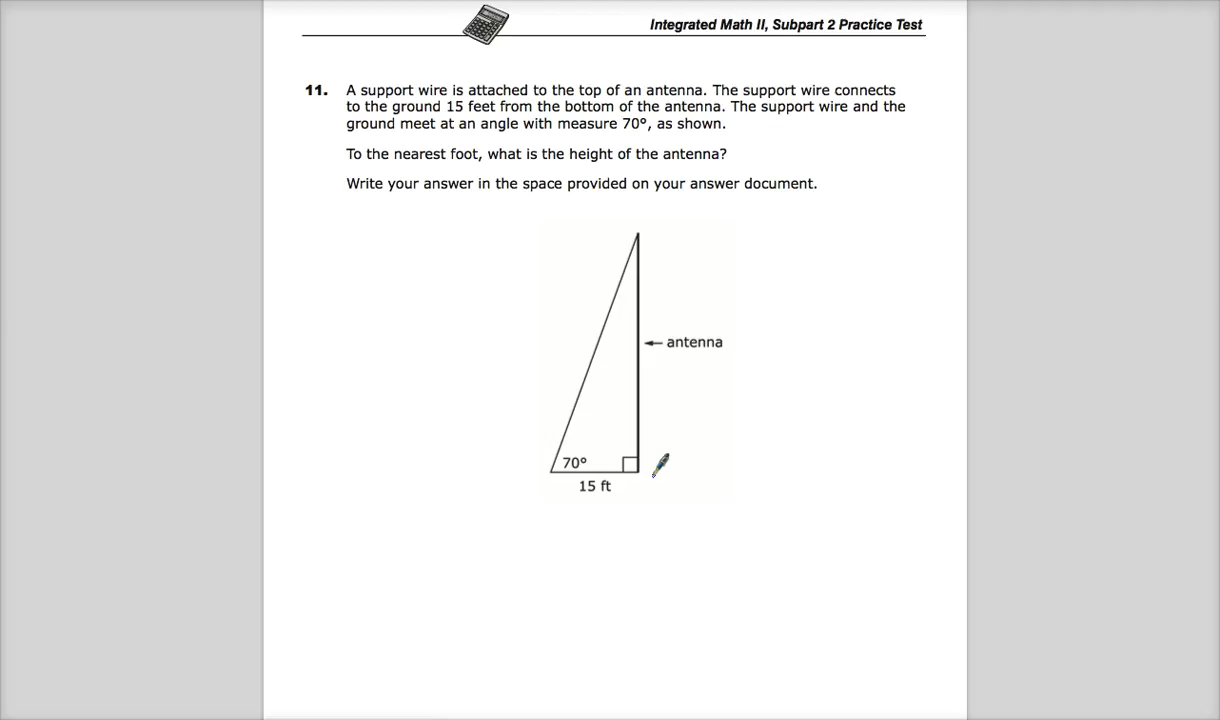 Integrated Math II, Subpart 2 Practice Test
11. A support wire is attached to the top of an antenna. The support wire connects
to the ground 15 feet from the bottom of the antenna. The support wire and the
ground meet at an angle with measure 70º, as shown.
To the nearest foot, what is the height of the antenna?
Write your answer in the space provided on your answer document.
antenna
70º
15 ft